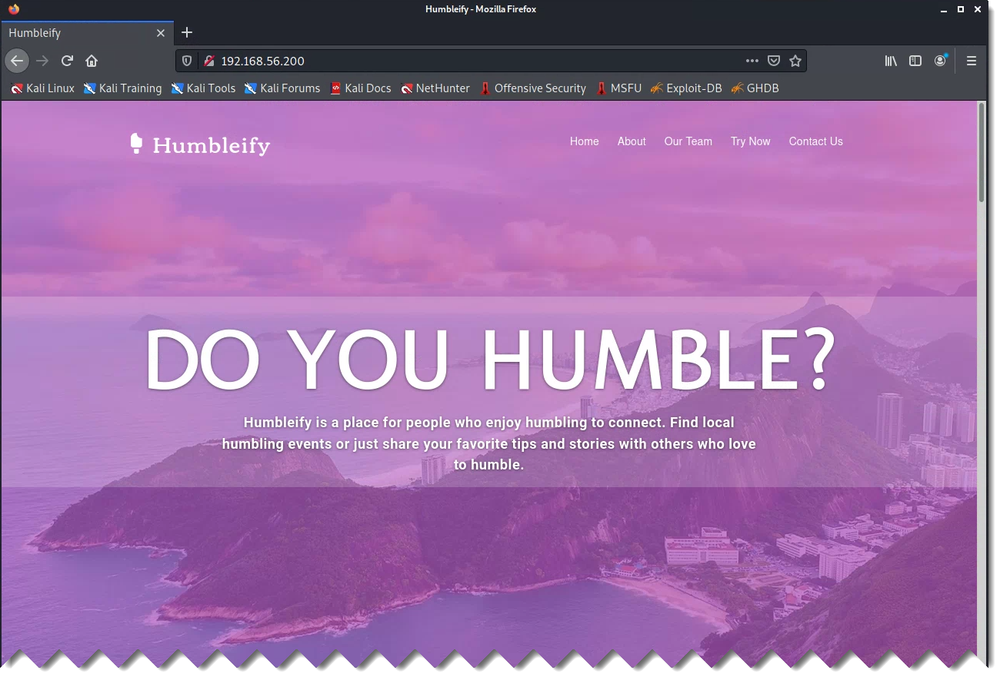 Humbleify - Mozilla Firefox
Humbleify
192.168.56.200
Kali Linux Kali Training Kali Tools Kali Forums Kali Docs NetHunter Offensive Security MSFU Exploit-DB GHDB
Humbleify Home About Our Team Try Now Contact Us
DO YOU HUMBLE?
Humbleify is a place for people who enjoy humbling to connect. Find local
humbling events or just share your favorite tips and stories with others who love
to humble.